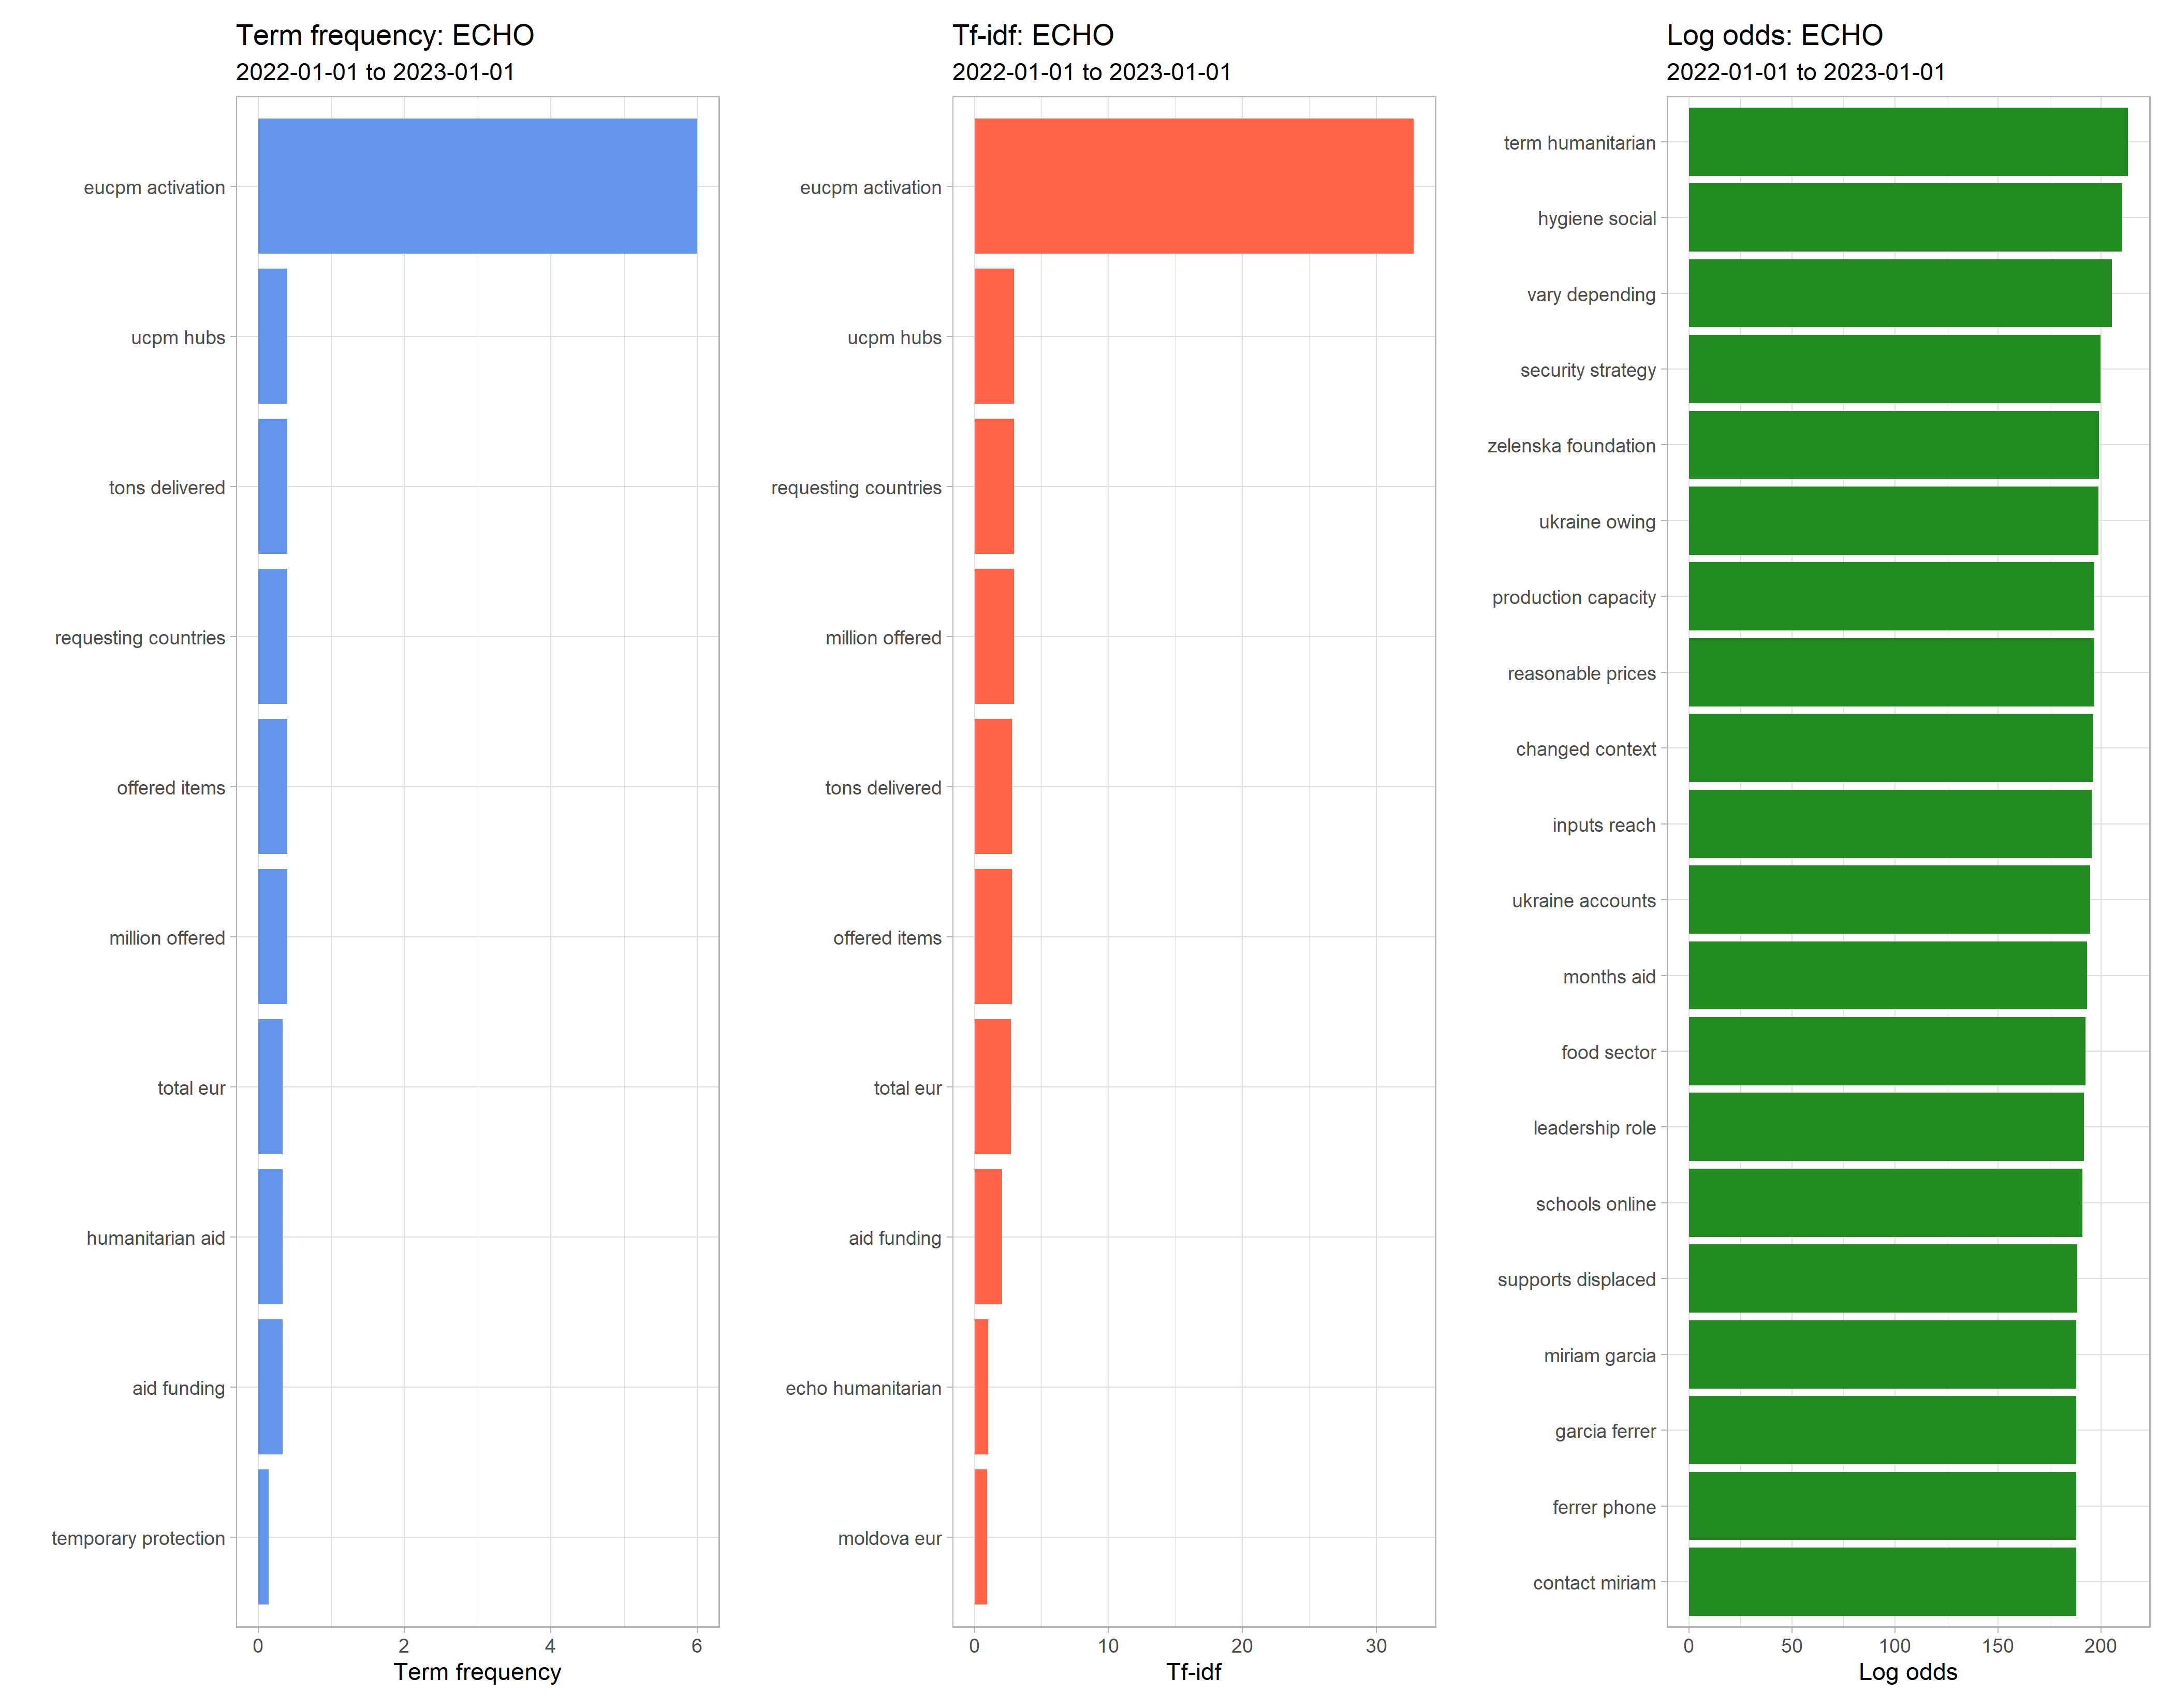 Term frequency: ECHO
2022-01-01 to 2023-01-01
eucpm activation
ucpm hubs
tons delivered
requesting countries
offered items
million offered
total eur
humanitarian aid
aid funding
temporary protection
0 2 4 6
Term frequency
Tf-idf: ECHO
2022-01-01 to 2023-01-01
eucpm activation
ucpm hubs
requesting countries
million offered
tons delivered
offered items
total eur
aid funding
echo humanitarian
moldova eur
0 10 20 30
Tf-idf
Log odds: ECHO
2022-01-01 to 2023-01-01
term humanitarian
hygiene social
vary depending
security strategy
zelenska foundation
ukraine owing
production capacity
reasonable prices
changed context
inputs reach
ukraine accounts
months aid
food sector
leadership role
schools online
supports displaced
miriam garcia
garcia ferrer
ferrer phone
contact miriam
0 50 100 150 200
Log odds